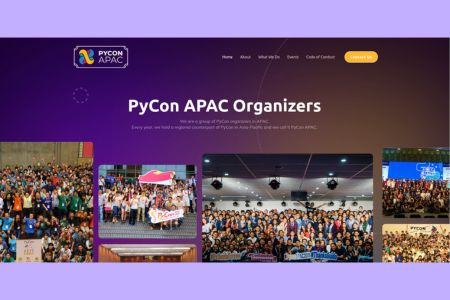 PYCON
APAC
Home About What We Do Events Code of Conduct Contact Us
PyCon APAC Organizers
We are a group of PyCon organizers in APAC.
Every year, we hold a regional counterpart of PyCon in Asia-Pacific and we call it PyCon APAC.
PyCon
PYCON